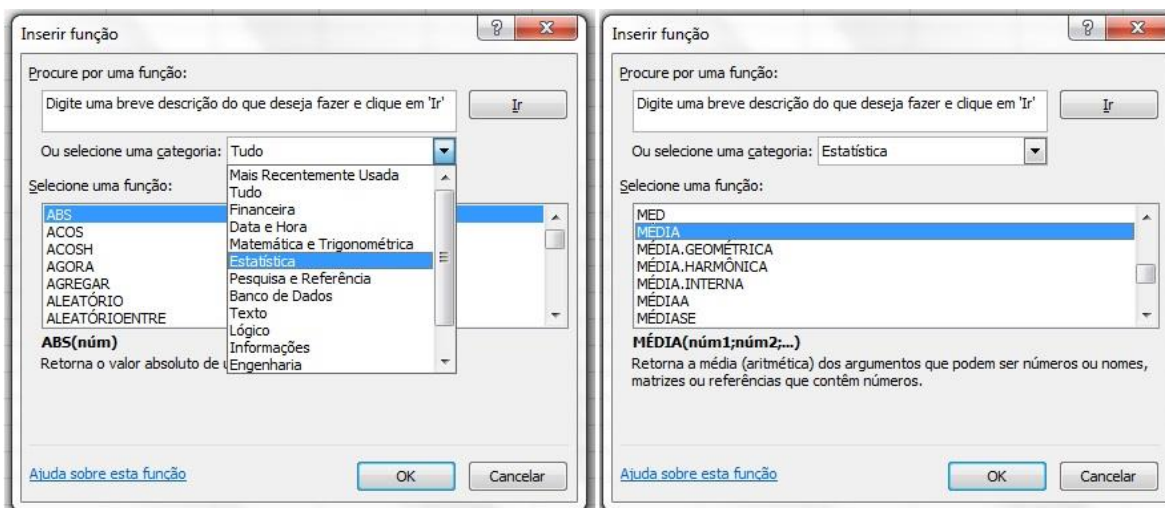 Inserir função
Procure por uma função:
Digite uma breve descrição do que deseja fazer e clique em 'Ir'
Ir
Ou selecione uma categoria:
Tudo
Mais Recentemente Usada
Tudo
Financeira
Data e Hora
Matemática e Trigonométrica
Estatística
Pesquisa e Referência
Banco de Dados
Texto
Lógico
Informações
Engenharia
Selecione uma função:
ABS
ACOS
ACOSH
AGORA
AGREGAR
ALEATÓRIO
ALEATÓRIOENTRE
ABS(núm)
Retorna o valor absoluto de
Ajuda sobre esta função
OK
Cancelar
Inserir função
Procure por uma função:
Digite uma breve descrição do que deseja fazer e clique em 'Ir'
Ir
Ou selecione uma categoria:
Estatística
Selecione uma função:
MED
MÉDIA
MÉDIA.GEOMÉTRICA
MÉDIA.HARMÔNICA
MÉDIA.INTERNA
MÉDIAA
MÉDIASE
MÉDIA(núm1;núm2;...)
Retorna a média (aritmética) dos argumentos que podem ser números ou nomes,
matrizes ou referências que contêm números.
Ajuda sobre esta função
OK
Cancelar